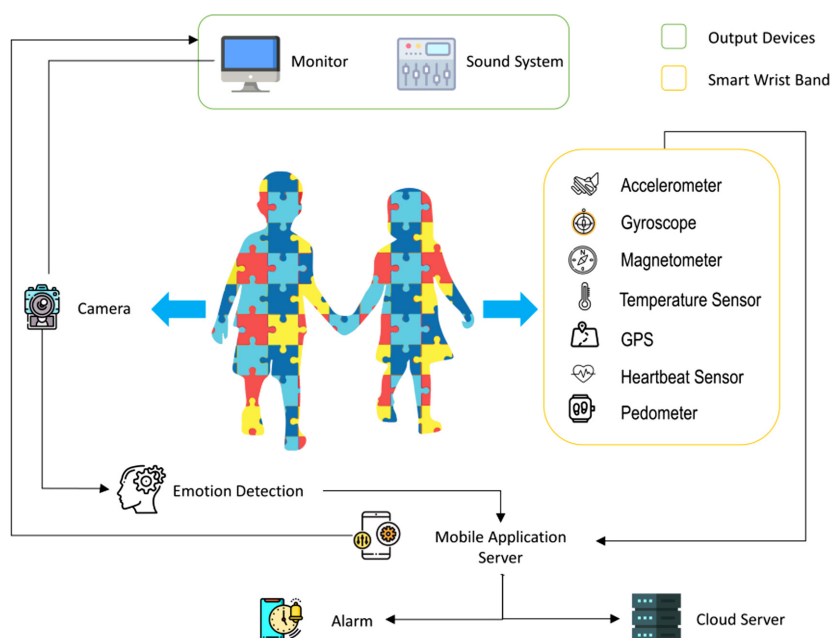 Monitor
Sound System
Output Devices
Smart Wrist Band
Accelerometer
Gyroscope
N
Magnetometer
Temperature Sensor
GPS
Heartbeat Sensor
Pedometer
Camera
Emotion Detection
Mobile Application
Server
Alarm
Cloud Server